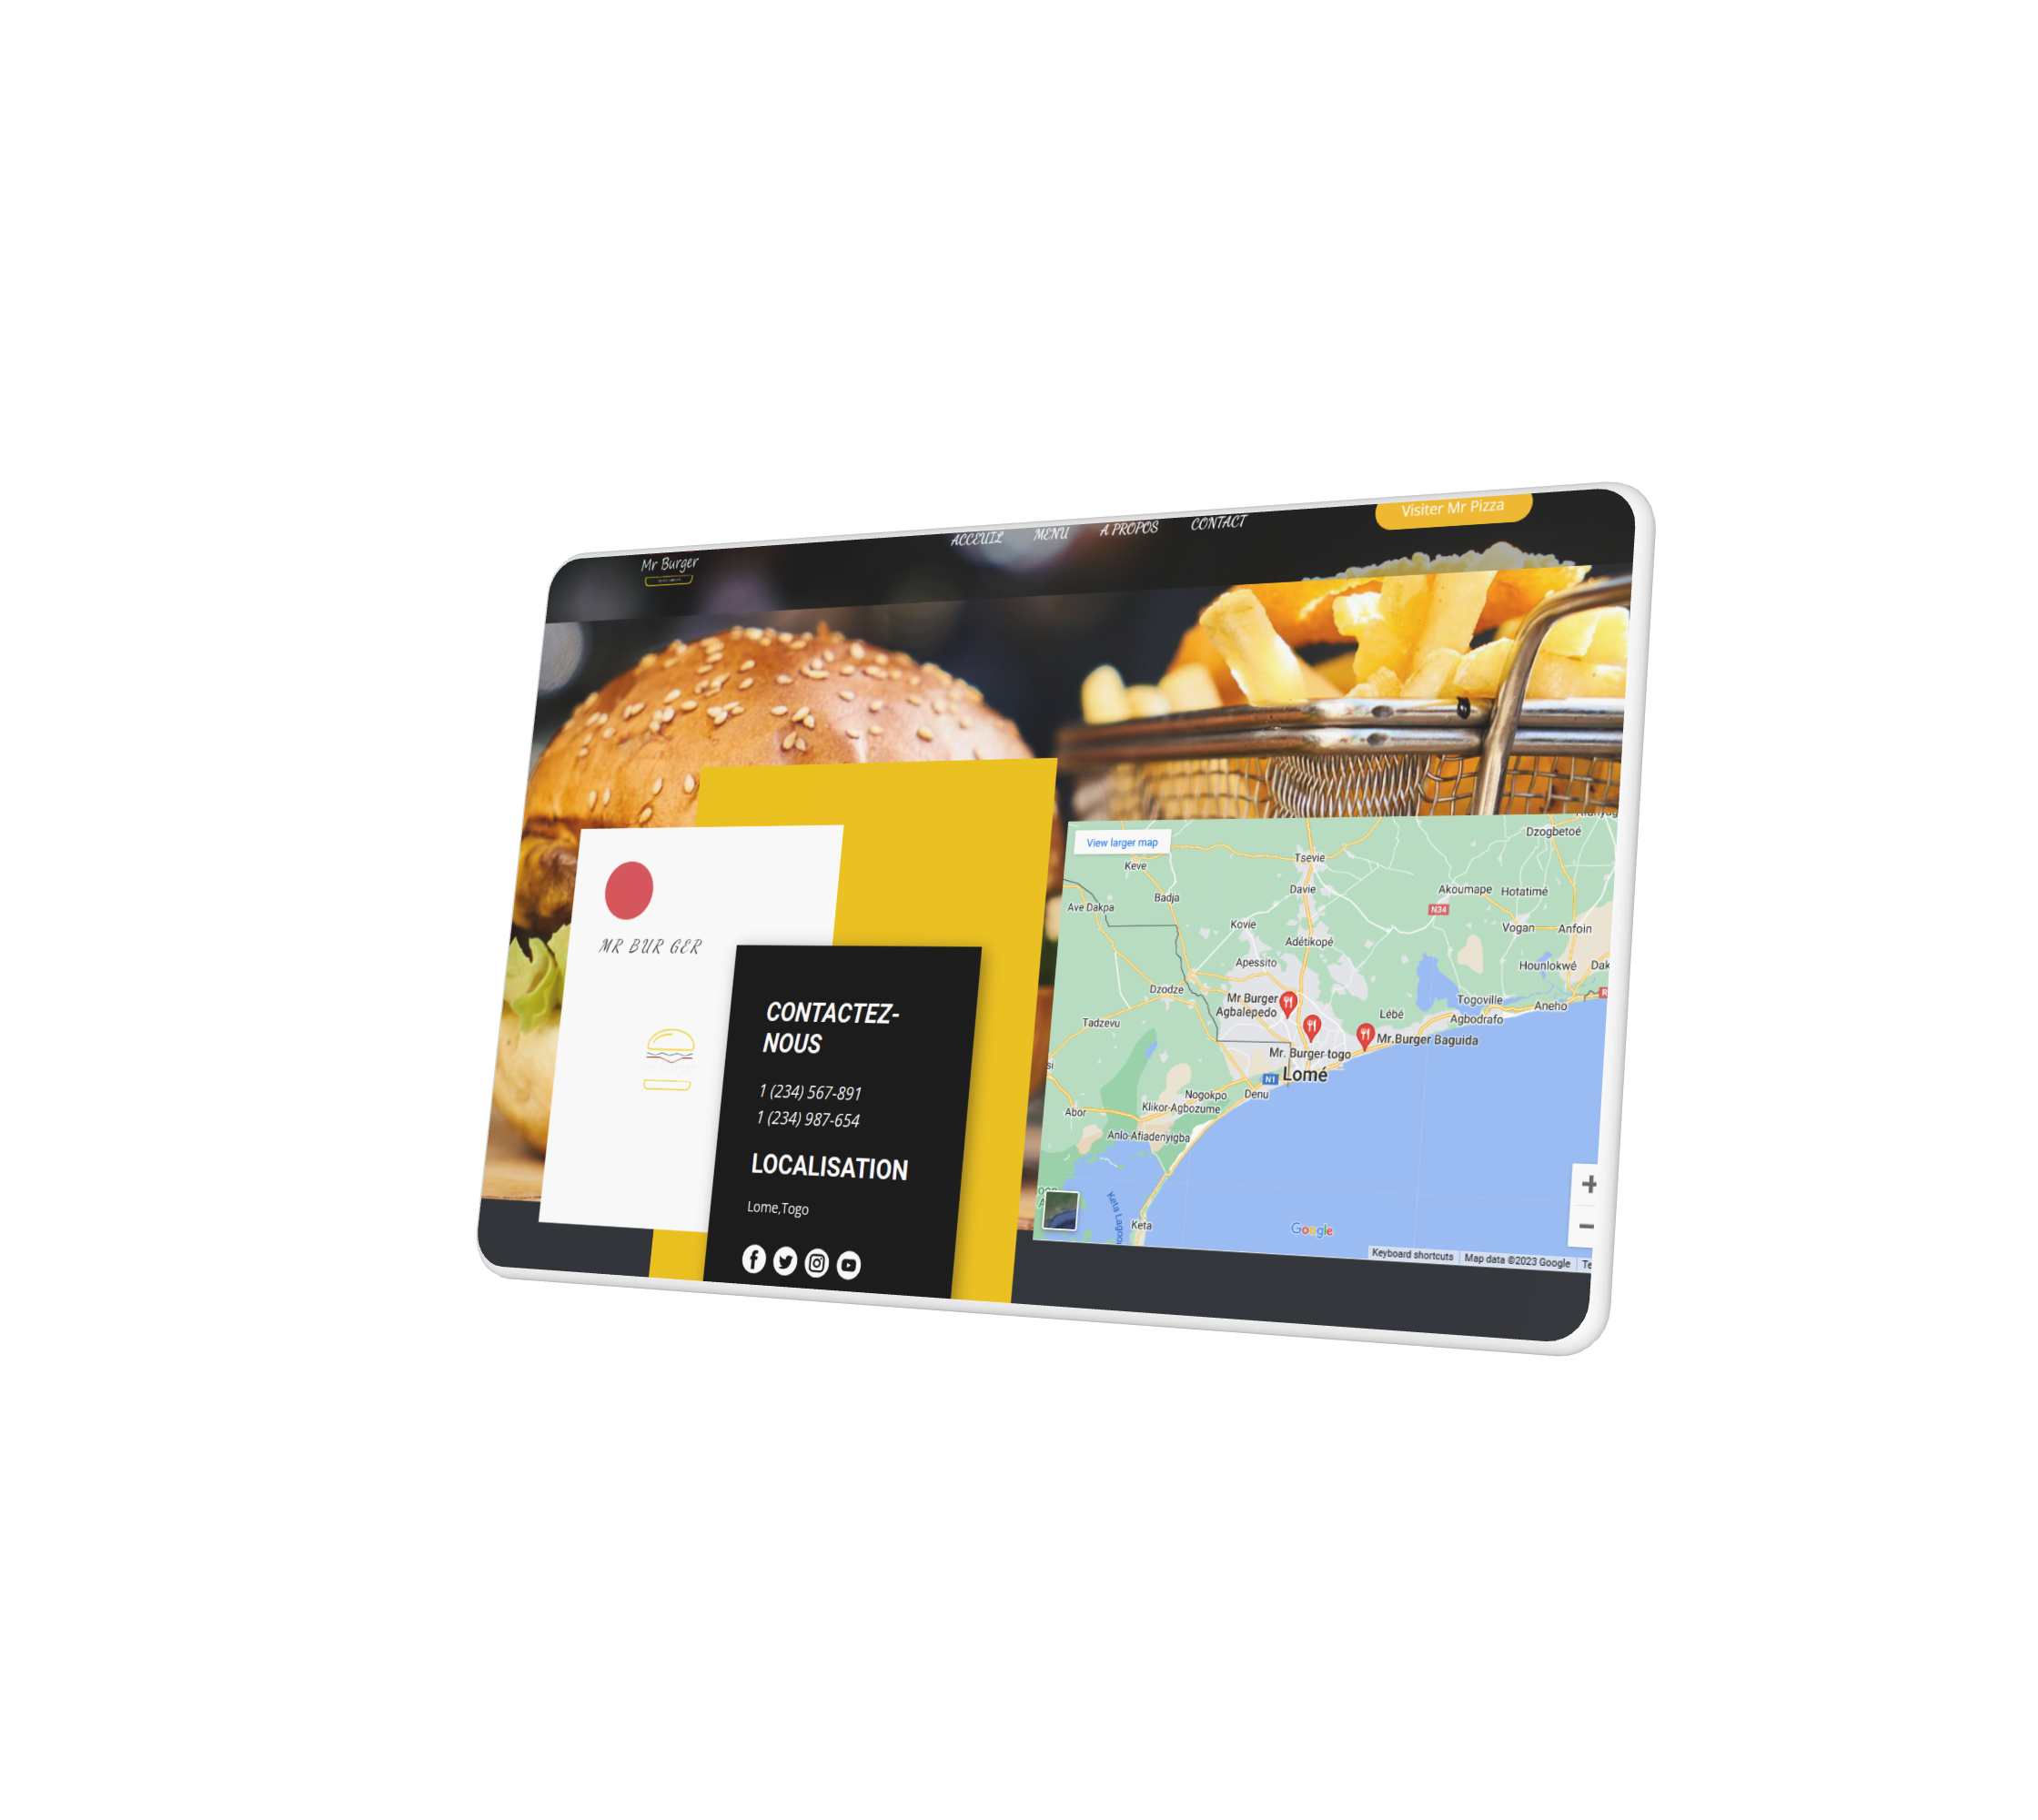 Mr Burger
ACCEUIL
MENU
A PROPOS
CONTACT
Visiter Mr Pizza
MR BUR GER
CONTACTEZ-
NOUS
1 (234) 567-891
1 (234) 987-654
LOCALISATION
Lome,Togo
View larger map
Dzogbetoé
Tsevie
Keve
Davie
Akoumape
Hotatimé
Badja
Ave Dakpa
N34
Kovie
Vogan
Anfoin
Adétikopé
Apessito
Hounlokwé
Dak
Dzodze
Mr Burger
Agbalepedo
Togoville
Aneho
Lébé
Agbodrafo
Tadzevu
Mr.Burger Baguida
Mr. Burger togo
Lomé
N1
Nogokpo
Denu
Abor
Klikor-Agbozume
Anlo-Afiadenyigba
Keta Lagoo
Keta
Google
Keyboard shortcuts
Map data ©2023 Google
Te